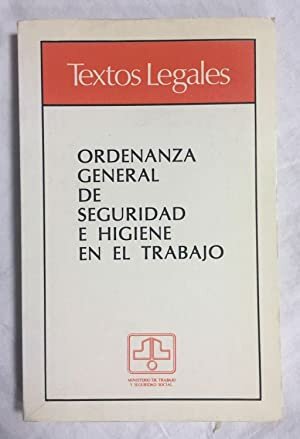 Textos Legales
ORDENANZA
GENERAL
DE
SEGURIDAD
E HIGIENE
EN EL TRABAJO
MINISTERIO DE TRABAJO
Y SEGURIDAD SOCIAL